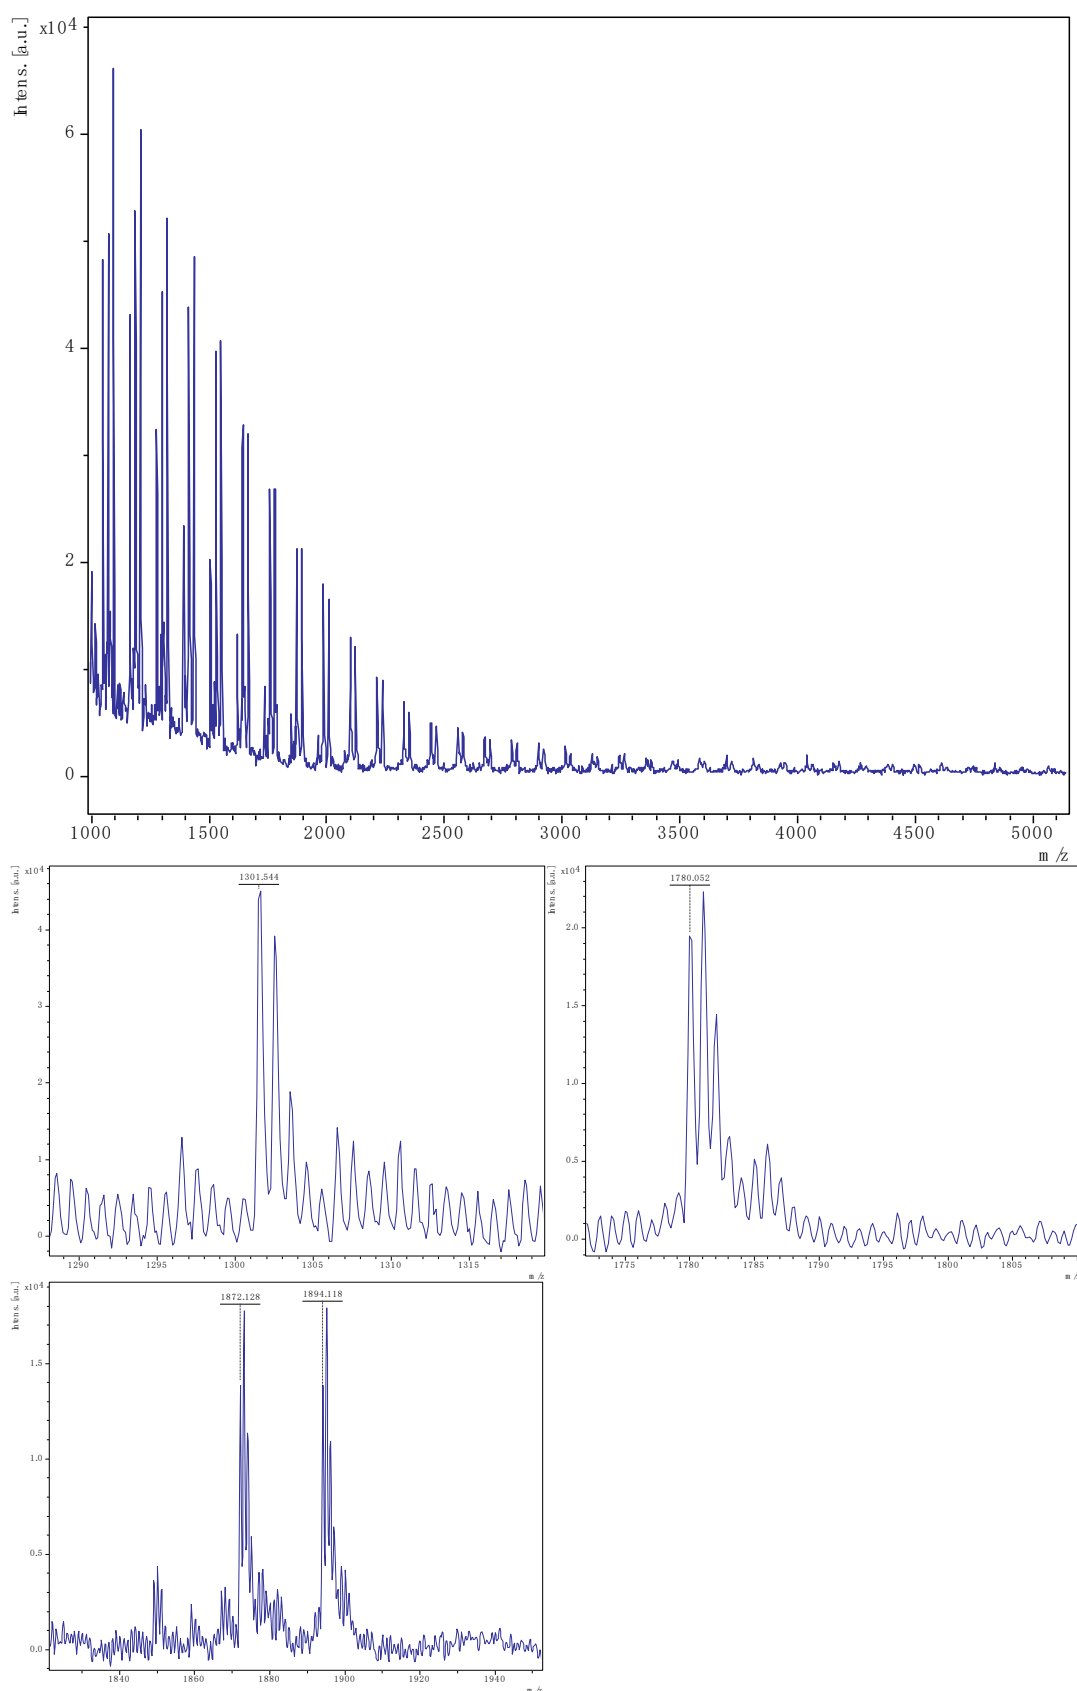 Intens. [a.u.]
x10⁴
6
4
2
0
1000 1500 2000 2500 3000 3500 4000 4500 5000
m/z
Intens. [a.u.]
x10⁴
1301.544
4
3
2
1
0
1290 1295 1300 1305 1310 1315
m/z
Intens. [a.u.]
x10⁴
1780.052
2.0
1.5
1.0
0.5
0.0
1775 1780 1785 1790 1795 1800 1805
m/
Intens. [a.u.]
x10⁴
1872.128 1894.118
1.5
1.0
0.5
0.0
1840 1860 1880 1900 1920 1940
m/z